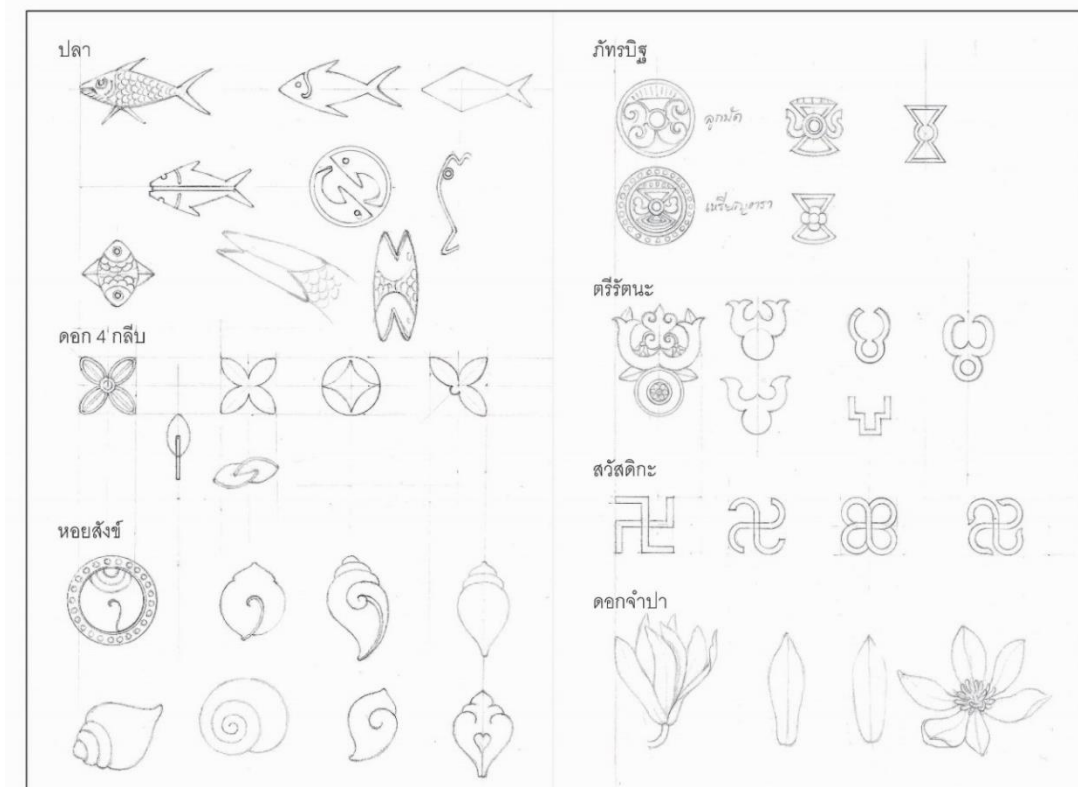 ปลา
ดอก 4 กลีบ
หอยสังข์
ภัทรบิฐ
ลูกปัด
เหรียญตรา
ตรีรัตนะ
สวัสดิกะ
ดอกจำปา